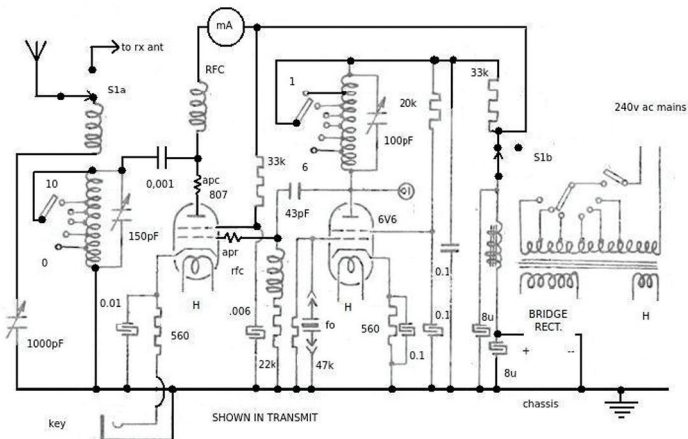 mA
to rx ant
RFC
S1a
1
20k
33k
240v ac mains
100pF
S1b
0,001
33k
apc
807
10
6
43pF
6V6
150pF
0
apr
rfc
0.1
H
0.01
.006
H
BRIDGE
RECT.
H
1000pF
560
fo
560
0.1
0.1
8u
+
--
22k
47k
8u
chassis
key
SHOWN IN TRANSMIT